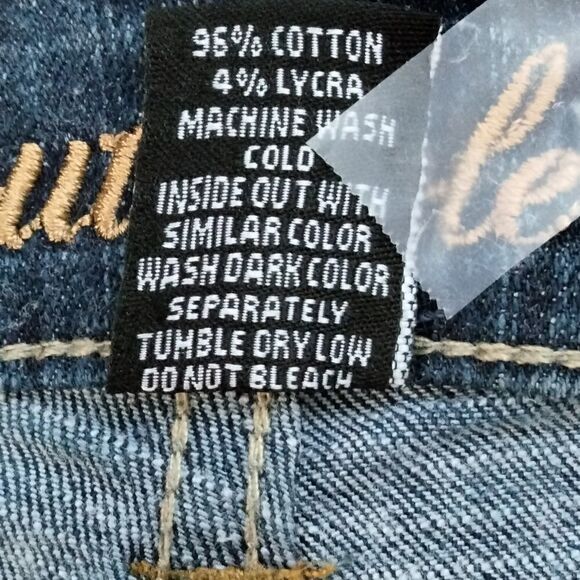 96% COTTON
4% LYCRA
MACHINE WASH
COLD
INSIDE OUT WITH
SIMILAR COLOR
WASH DARK COLOR
SEPARATELY
TUMBLE DRY LOW
DO NOT BLEACH